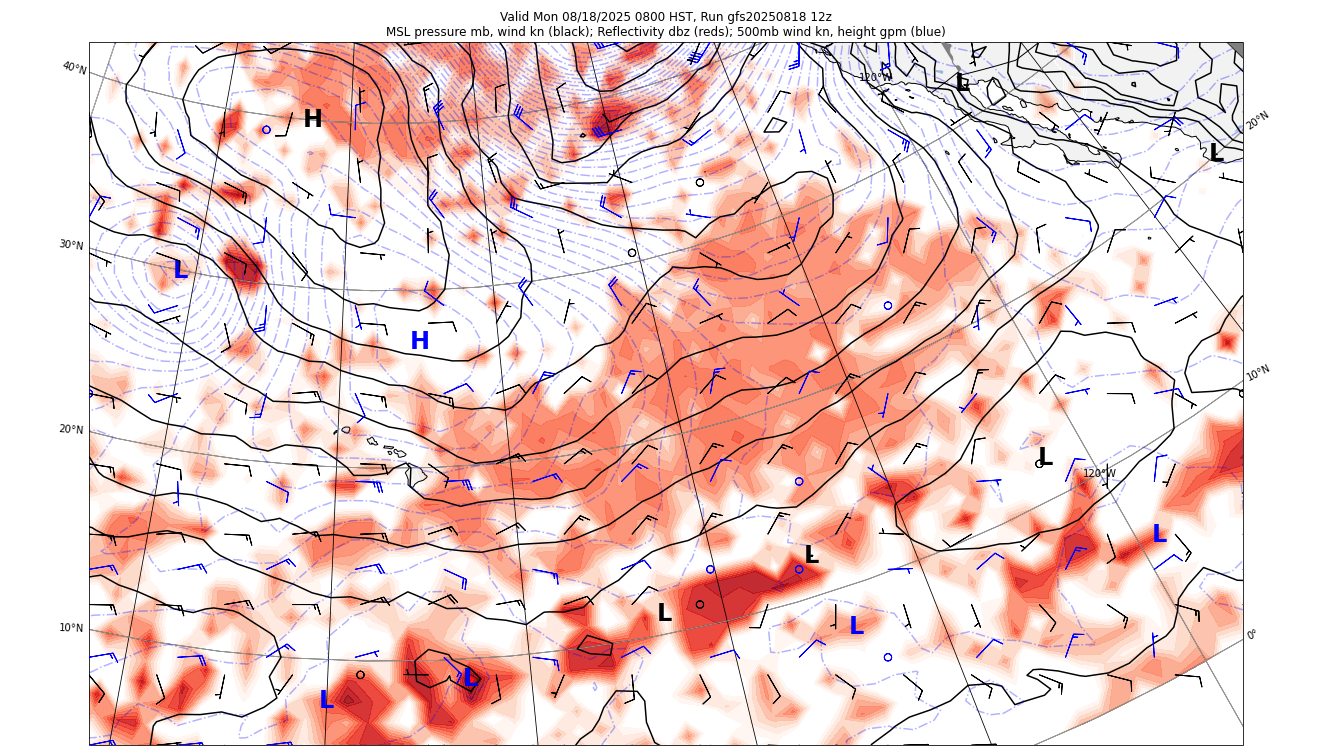 Valid Mon 08/18/2025 0800 HST, Run gfs20250818 12z
MSL pressure mb, wind kn (black); Reflectivity dbz (reds); 500mb wind kn, height gpm (blue)
40°N
120°W
L
20°N
H
L
30°N
L
H
10°N
20°N
L
120°W
L
L
L
10°N
L
0°
L
L